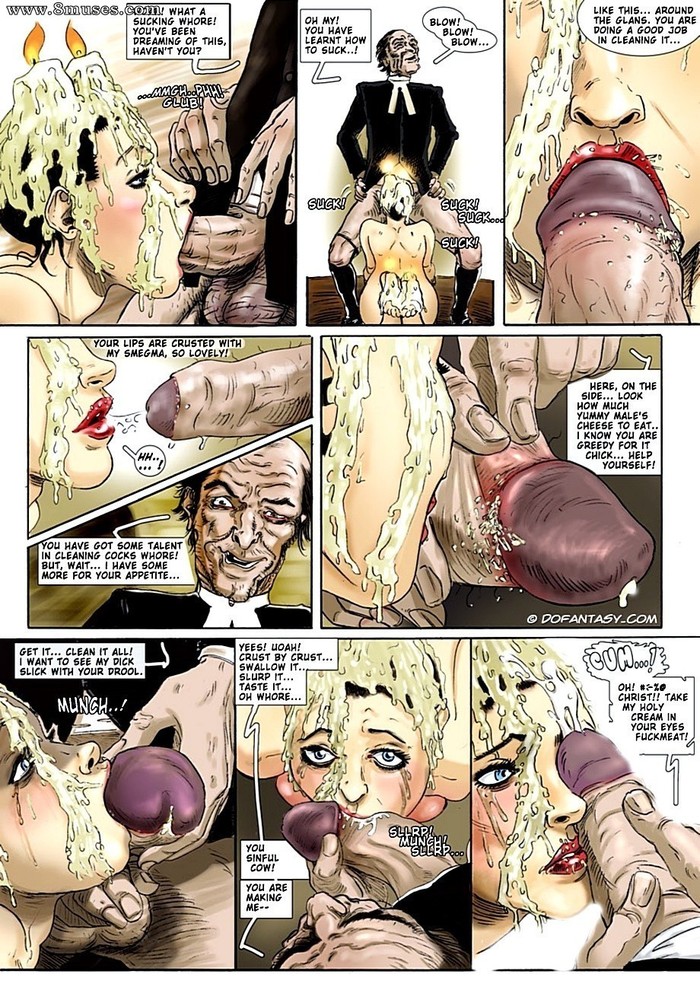 www.8muses.com
WHAT A
SUCKING WHORE!
YOU'VE BEEN
DREAMING OF THIS,
HAVEN'T YOU?
...MMGH..PHH!
GLUB!
OH MY!
YOU HAVE
LEARNT HOW
TO SUCK..!
BLOW!
BLOW!
BLOW...
SUCK!
SUCK!
SUCK...
SUCK!
LIKE THIS... AROUND
THE GLANS. YOU ARE
DOING A GOOD JOB
IN CLEANING IT...
YOUR LIPS ARE CRUSTED WITH
MY SMEGMA, SO LOVELY!
HH..
...!
YOU HAVE GOT SOME TALENT
IN CLEANING COCKS WHORE!
BUT, WAIT... I HAVE SOME
MORE FOR YOUR APPETITE...
HERE, ON THE
SIDE... LOOK
HOW MUCH
YUMMY MALE'S
CHEESE TO EAT..
I KNOW YOU ARE
GREEDY FOR IT
CHICK... HELP
YOURSELF!
© DOFANTASY.COM
GET IT... CLEAN IT ALL!
I WANT TO SEE MY DICK
SLICK WITH YOUR DROOL.
MUNCH..!
YEES! UOAH!
CRUST BY CRUST...
SWALLOW IT...
SLURP IT...
TASTE IT...
OH WHORE...
SLLRP!
MUNCH!
SLLRP...
YOU
SINFUL
COW!
YOU ARE
MAKING
ME--
CUM...!
OH! #:-%@
CHRIST!! TAKE
MY HOLY
CREAM IN
YOUR EYES
FUCKMEAT!